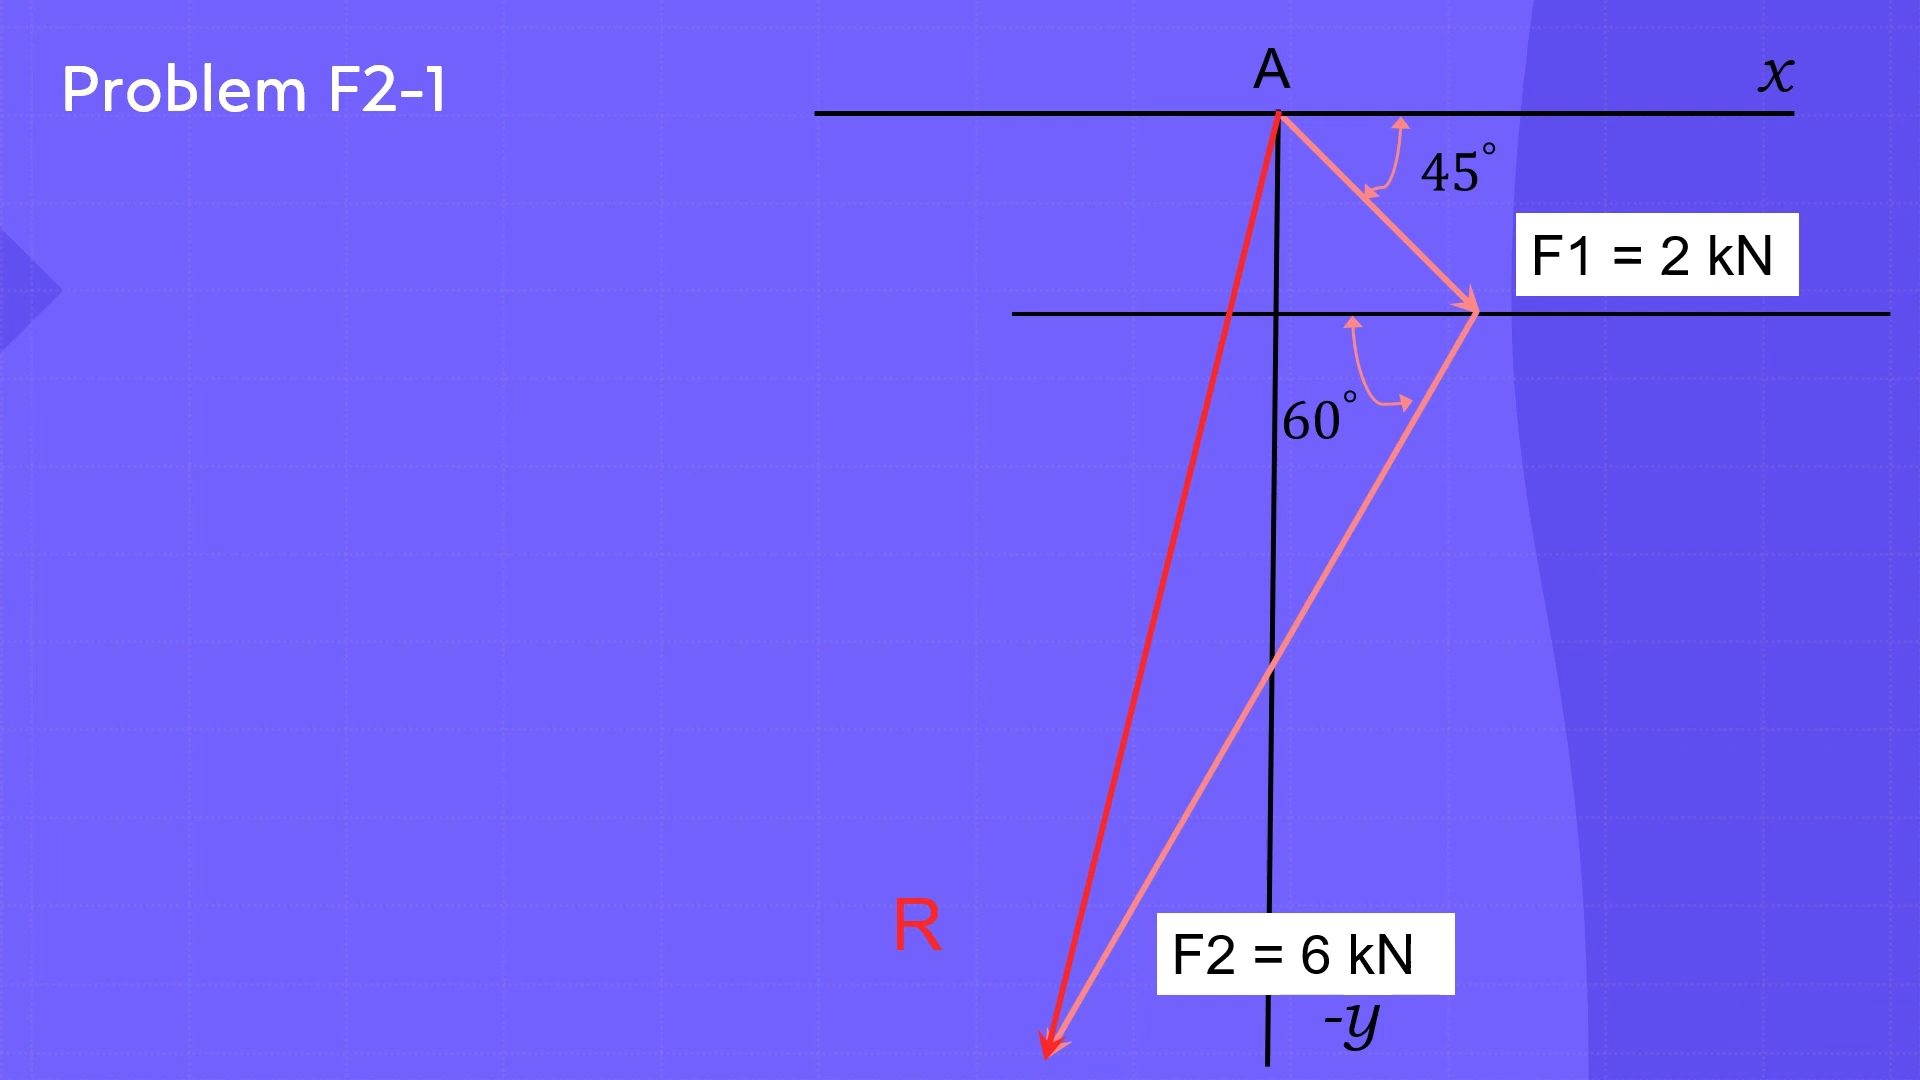 Problem F2-1
A
x
45°
F1 = 2 kN
60°
R
F2 = 6 kN
-y